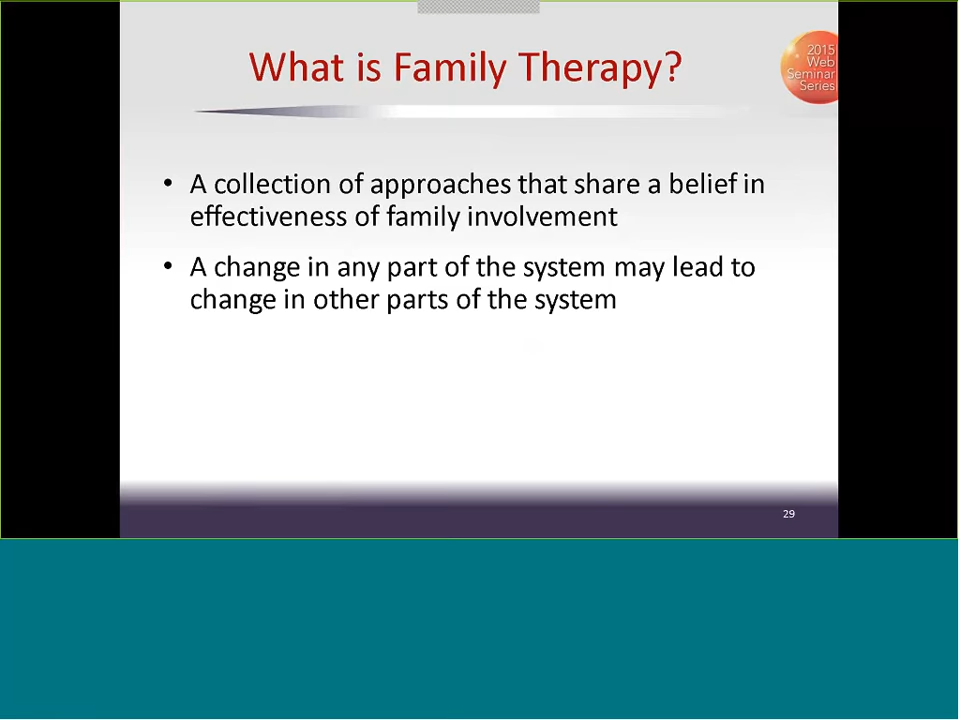 What is Family Therapy?
2015
Web
Seminar
Series
• A collection of approaches that share a belief in
effectiveness of family involvement
• A change in any part of the system may lead to
change in other parts of the system
29